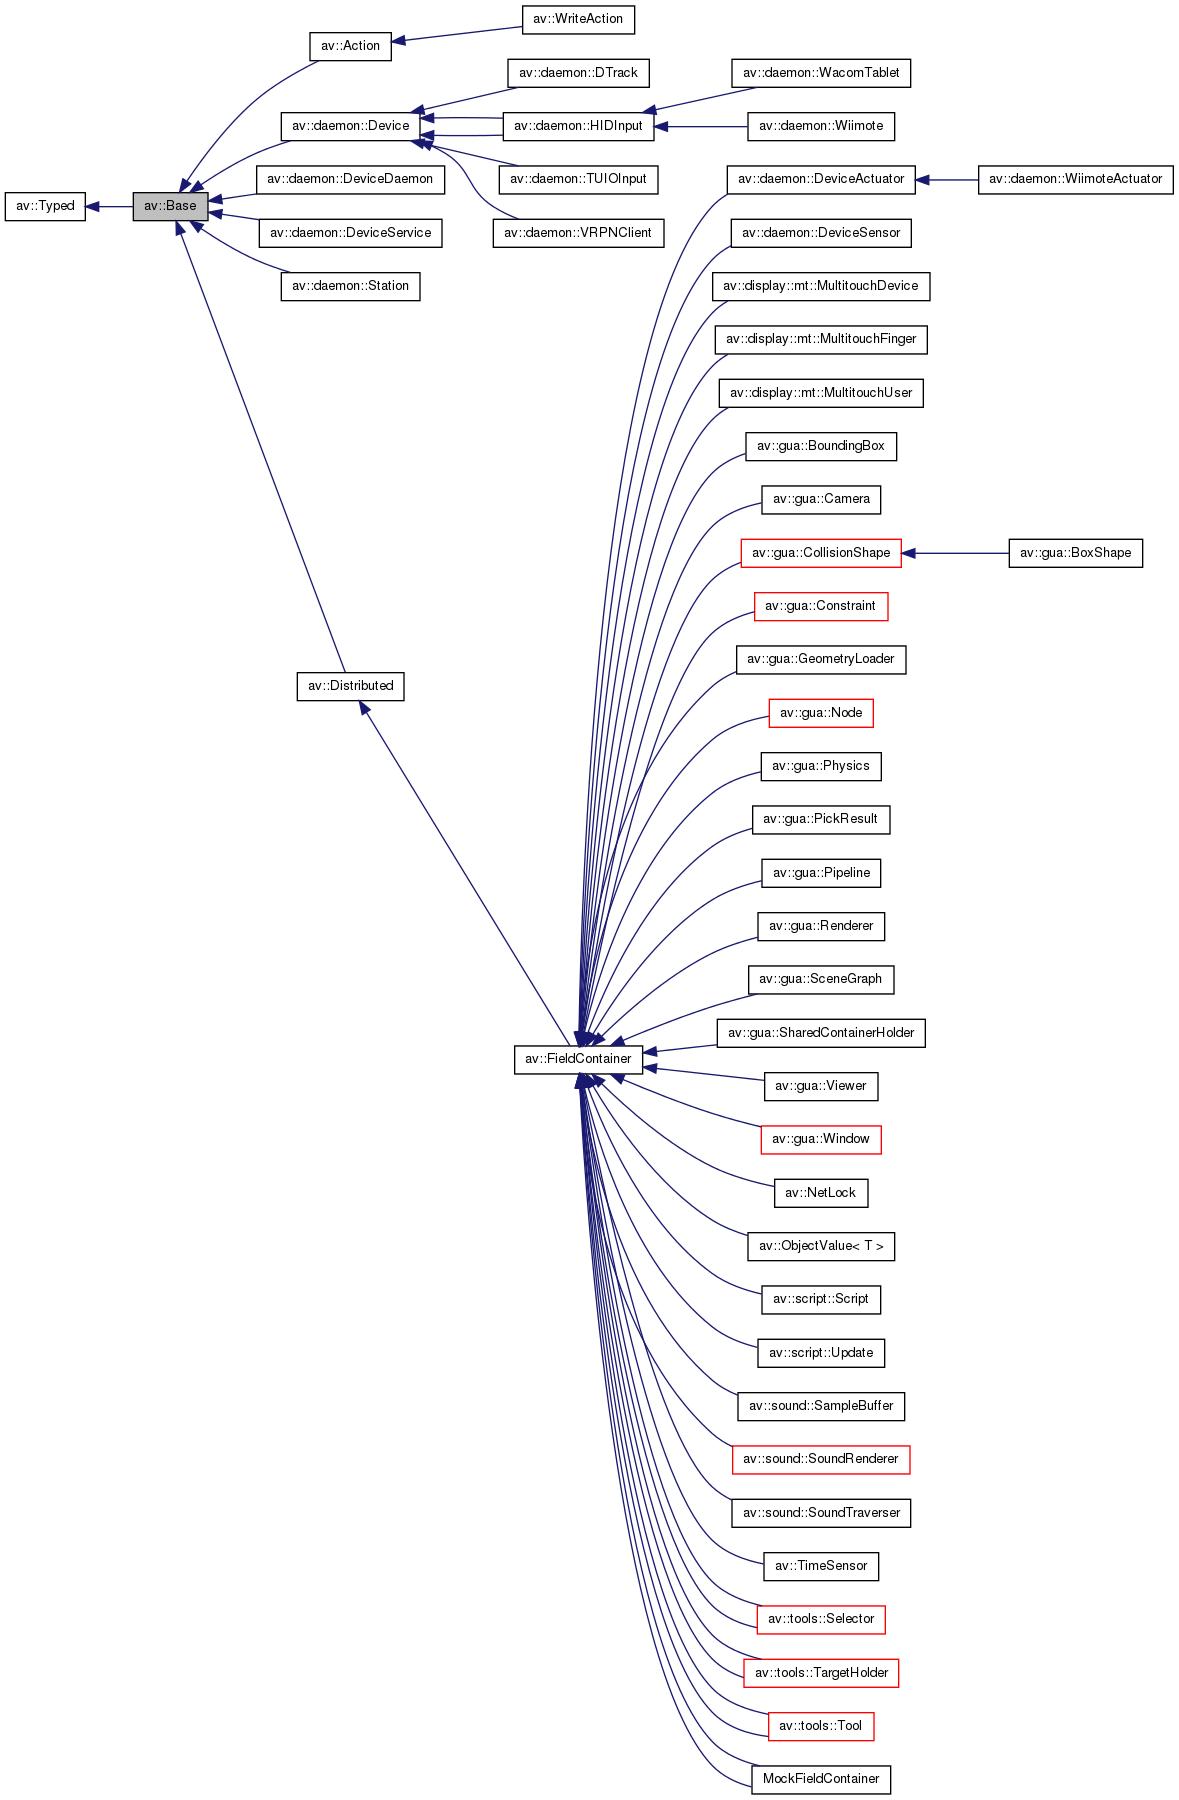 av::WriteAction
av::Action
av::daemon::DTrack
av::daemon::WacomTablet
av::daemon::Device
av::daemon::HIDInput
av::daemon::Wiimote
av::daemon::DeviceDaemon
av::daemon::TUIOInput
av::daemon::DeviceActuator
av::daemon::WiimoteActuator
av::Typed
av::Base
av::daemon::DeviceService
av::daemon::VRPNClient
av::daemon::DeviceSensor
av::daemon::Station
av::display::mt::MultitouchDevice
av::display::mt::MultitouchFinger
av::display::mt::MultitouchUser
av::gua::BoundingBox
av::gua::Camera
av::gua::CollisionShape
av::gua::BoxShape
av::gua::Constraint
av::gua::GeometryLoader
av::Distributed
av::gua::Node
av::gua::Physics
av::gua::PickResult
av::gua::Pipeline
av::gua::Renderer
av::gua::SceneGraph
av::gua::SharedContainerHolder
av::FieldContainer
av::gua::Viewer
av::gua::Window
av::NetLock
av::ObjectValue< T >
av::script::Script
av::script::Update
av::sound::SampleBuffer
av::sound::SoundRenderer
av::sound::SoundTraverser
av::TimeSensor
av::tools::Selector
av::tools::TargetHolder
av::tools::Tool
MockFieldContainer